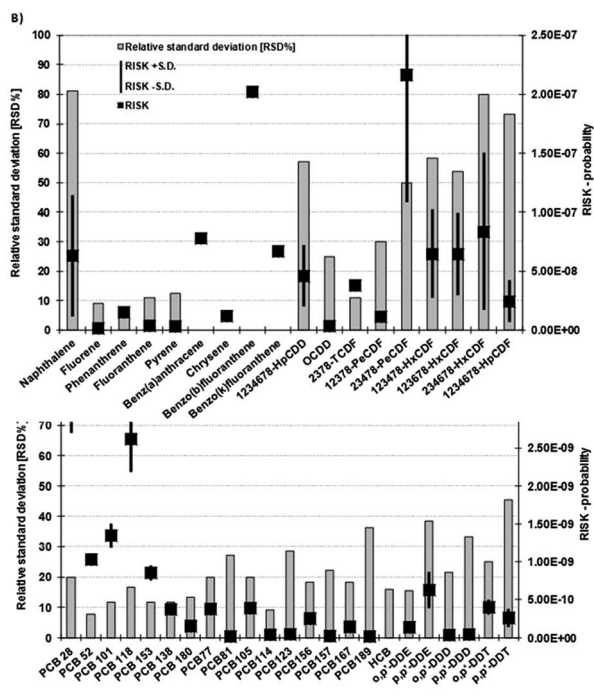 B)
Relative standard deviation [RSD%]
RISK +S.D.
RISK -S.D.
RISK
Relative standard deviation [RSD%]
100
90
80
70
60
50
40
30
20
10
0
2.50E-07
2.00E-07
1.50E-07
1.00E-07
5.00E-08
0.00E+00
RISK - probability
Naphthalene
Fluorene
Phenanthrene
Fluoranthene
Pyrene
Benz(a)anthracene
Chrysene
Benzo(b)fluoranthene
Benzo(k)fluoranthene
1234678-HpCDD
OCDD
2378-TCDF
12378-PeCDF
23478-PeCDF
123478-HxCDF
123678-HxCDF
234678-HxCDF
1234678-HpCDF
Relative standard deviation [RSD%]
70
60
50
40
30
20
10
0
2.50E-09
2.00E-09
1.50E-09
1.00E-09
5.00E-10
0.00E+00
RISK - probability
PCB 28
PCB 52
PCB 101
PCB 118
PCB 153
PCB 138
PCB 180
PCB77
PCB81
PCB105
PCB114
PCB123
PCB156
PCB157
PCB167
PCB189
HCB
o,p'-DDE
p,p'-DDE
o,p'-DDD
p,p'-DDD
o,p'-DDT
p,p'-DDT